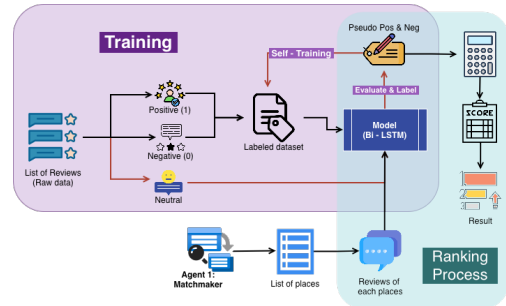 Training
Self - Training
Pseudo Pos & Neg
Positive (1)
Evaluate & Label
SCORE
Negative (0)
Labeled dataset
Model
(Bi - LSTM)
List of Reviews
(Raw data)
Neutral
Result
Agent 1:
Matchmaker
List of places
Reviews of
each places
Ranking
Process